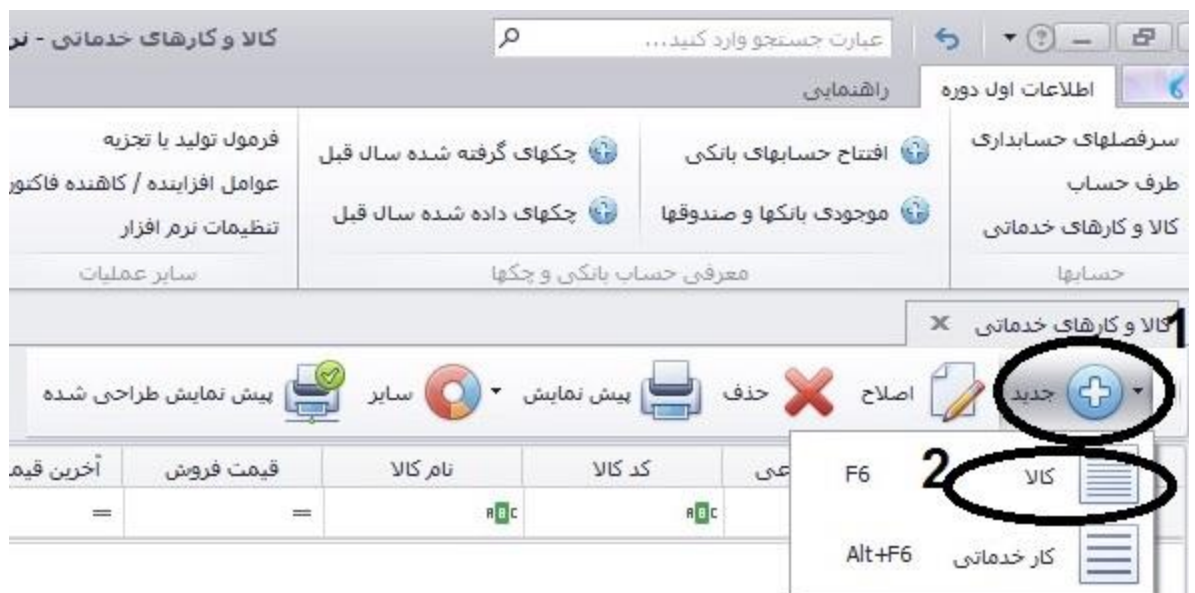 عبارت جستجو وارد کنید...
کالا و کارهای خدماتی - نر
اطلاعات اول دوره
راهنمایی
سرفصلهای حسابداری
طرف حساب
کالا و کارهای خدماتی
حسابها
افتتاح حسابهای بانکی
موجودی بانکها و صندوقها
چکهای گرفته شده سال قبل
چکهای داده شده سال قبل
معرفی حساب بانکی و چکها
فرمول تولید یا تجزیه
عوامل افزاینده / کاهنده فاکتور
تنظیمات نرم افزار
سایر عملیات
کالا و کارهای خدماتی
1
جدید
اصلاح
حذف
پیش نمایش
سایر
پیش نمایش طراحی شده
عی
کد کالا
نام کالا
قیمت فروش
آخرین قیم
ABC
ABC
=
=
2
کالا F6
کار خدماتی Alt+F6